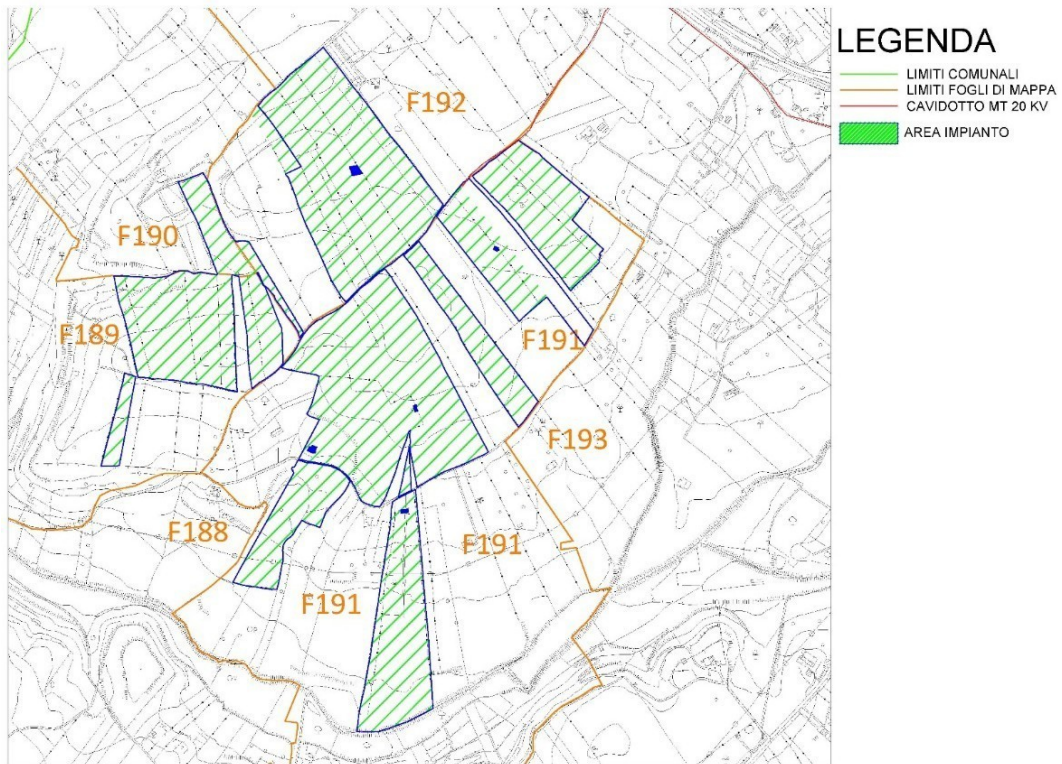 LEGENDA
LIMITI COMUNALI
LIMITI FOGLI DI MAPPA
CAVIDOTTO MT 20 KV
AREA IMPIANTO
F192
F190
F189
F191
F193
F188
F191
F191